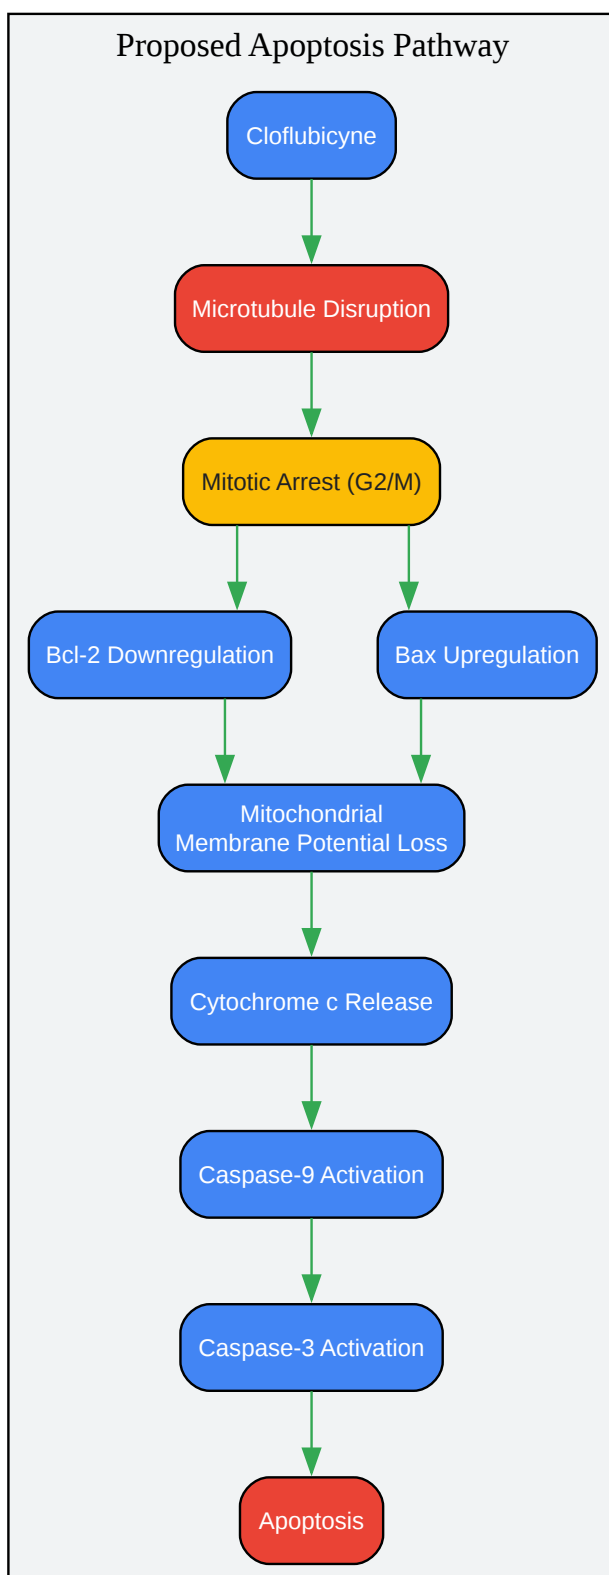 Proposed Apoptosis Pathway
Cloflubicyne
Microtubule Disruption
Mitotic Arrest (G2/M)
Bcl-2 Downregulation
Bax Upregulation
Mitochondrial
Membrane Potential Loss
Cytochrome c Release
Caspase-9 Activation
Caspase-3 Activation
Apoptosis